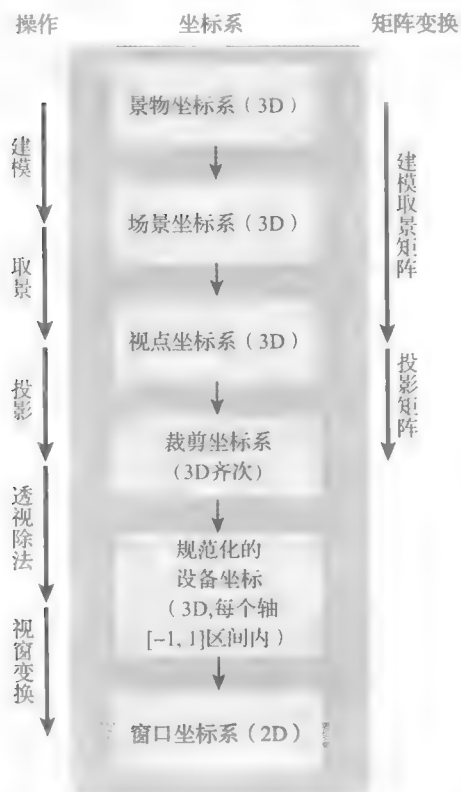 操作 坐标系 矩阵变换
景物坐标系(3D)
建模
建模取景矩阵
场景坐标系(3D)
取景
视点坐标系(3D)
投影
投影矩阵
裁剪坐标系
(3D齐次)
透视除法
规范化的
设备坐标
(3D,每个轴
[-1, 1]区间内)
视窗变换
窗口坐标系(2D)